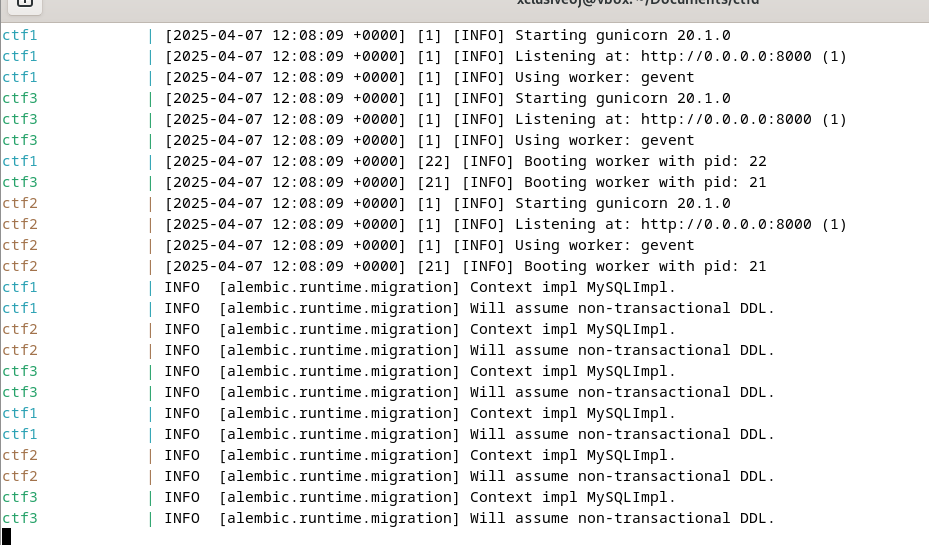 xclusiveoj@vbox:~/Documents/ctfd
ctf1 | [2025-04-07 12:08:09 +0000] [1] [INFO] Starting gunicorn 20.1.0
ctf1 | [2025-04-07 12:08:09 +0000] [1] [INFO] Listening at: http://0.0.0.0:8000 (1)
ctf1 | [2025-04-07 12:08:09 +0000] [1] [INFO] Using worker: gevent
ctf3 | [2025-04-07 12:08:09 +0000] [1] [INFO] Starting gunicorn 20.1.0
ctf3 | [2025-04-07 12:08:09 +0000] [1] [INFO] Listening at: http://0.0.0.0:8000 (1)
ctf3 | [2025-04-07 12:08:09 +0000] [1] [INFO] Using worker: gevent
ctf1 | [2025-04-07 12:08:09 +0000] [22] [INFO] Booting worker with pid: 22
ctf3 | [2025-04-07 12:08:09 +0000] [21] [INFO] Booting worker with pid: 21
ctf2 | [2025-04-07 12:08:09 +0000] [1] [INFO] Starting gunicorn 20.1.0
ctf2 | [2025-04-07 12:08:09 +0000] [1] [INFO] Listening at: http://0.0.0.0:8000 (1)
ctf2 | [2025-04-07 12:08:09 +0000] [1] [INFO] Using worker: gevent
ctf2 | [2025-04-07 12:08:09 +0000] [21] [INFO] Booting worker with pid: 21
ctf1 | INFO  [alembic.runtime.migration] Context impl MySQLImpl.
ctf1 | INFO  [alembic.runtime.migration] Will assume non-transactional DDL.
ctf2 | INFO  [alembic.runtime.migration] Context impl MySQLImpl.
ctf2 | INFO  [alembic.runtime.migration] Will assume non-transactional DDL.
ctf3 | INFO  [alembic.runtime.migration] Context impl MySQLImpl.
ctf3 | INFO  [alembic.runtime.migration] Will assume non-transactional DDL.
ctf1 | INFO  [alembic.runtime.migration] Context impl MySQLImpl.
ctf1 | INFO  [alembic.runtime.migration] Will assume non-transactional DDL.
ctf2 | INFO  [alembic.runtime.migration] Context impl MySQLImpl.
ctf2 | INFO  [alembic.runtime.migration] Will assume non-transactional DDL.
ctf3 | INFO  [alembic.runtime.migration] Context impl MySQLImpl.
ctf3 | INFO  [alembic.runtime.migration] Will assume non-transactional DDL.